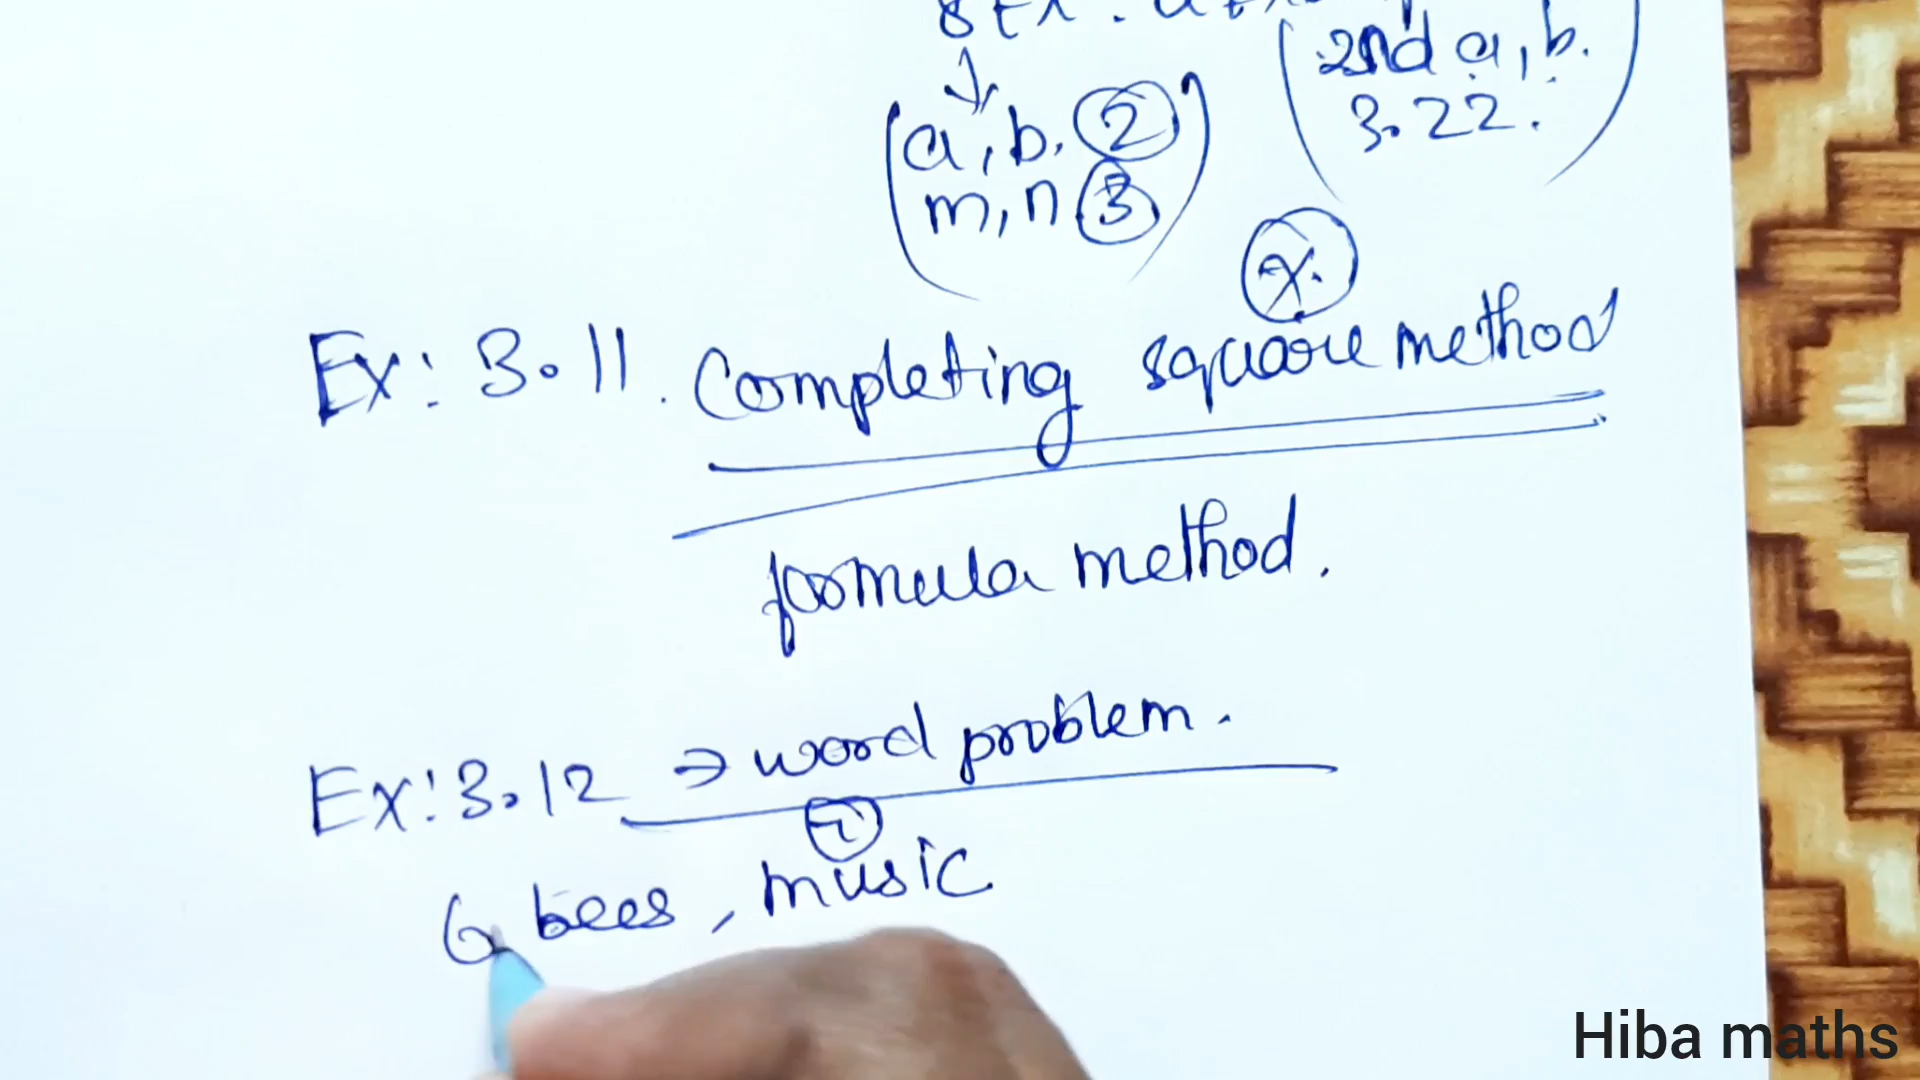 2nd a, b.
3.22.
a, b, 2
m, n 3
x.
Ex: 3.11. Completing square method
formula method.
Ex: 3.12 → word problem.
bees, music
Hiba maths